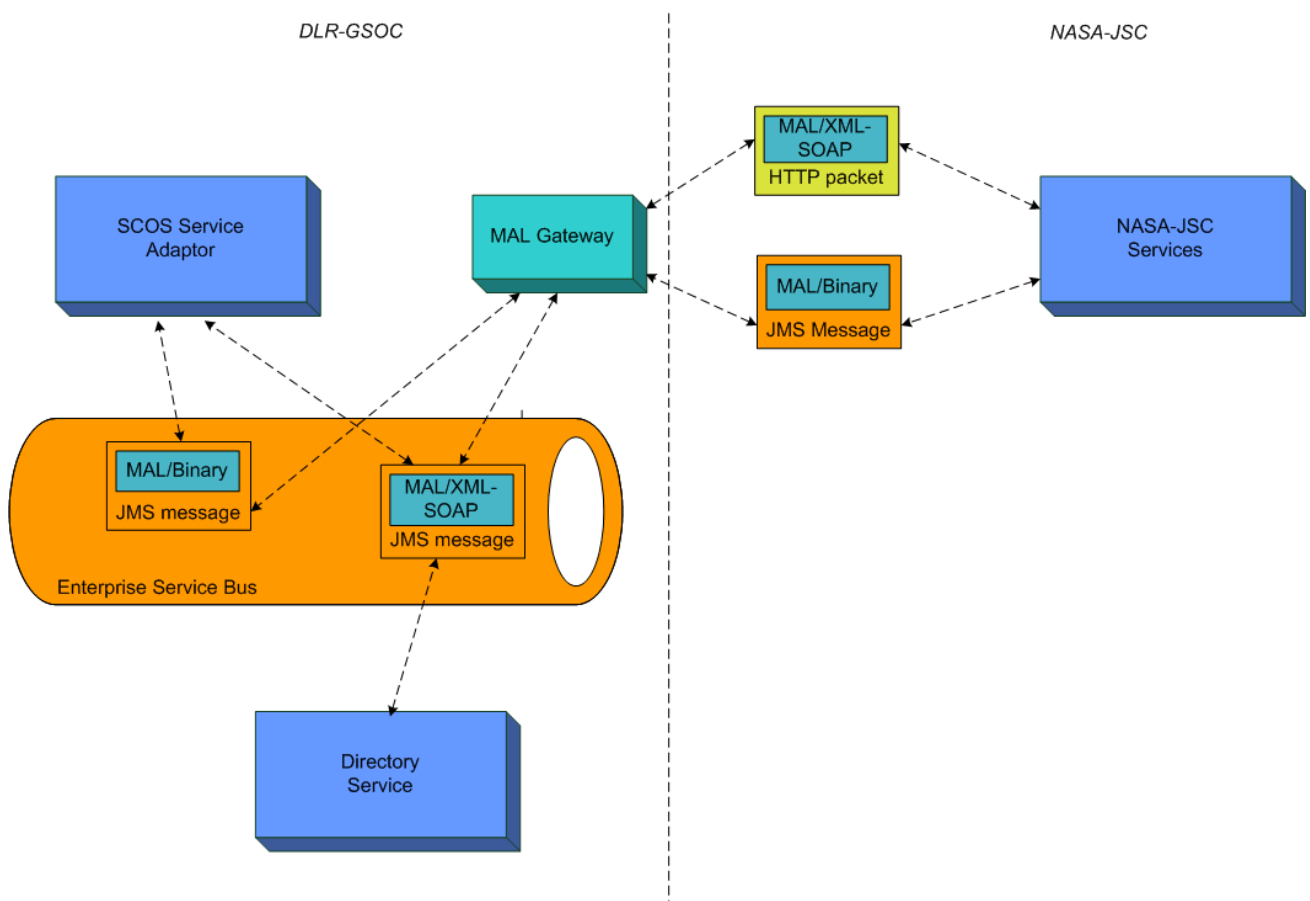 DLR-GSOC
NASA-JSC
MAL/XML-
SOAP
HTTP packet
SCOS Service
Adaptor
MAL Gateway
NASA-JSC
Services
MAL/Binary
JMS Message
MAL/Binary
JMS message
MAL/XML-
SOAP
JMS message
Enterprise Service Bus
Directory
Service